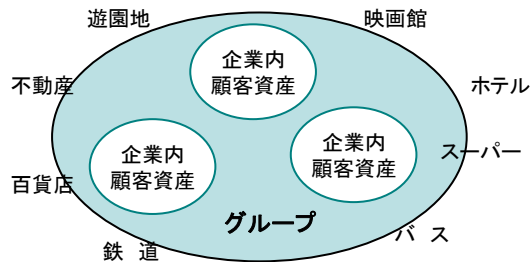 遊園地
映画館
企業内
顧客資産
不動産
ホテル
企業内
顧客資産
企業内
顧客資産
スーパー
百貨店
グループ
バ ス
鉄 道